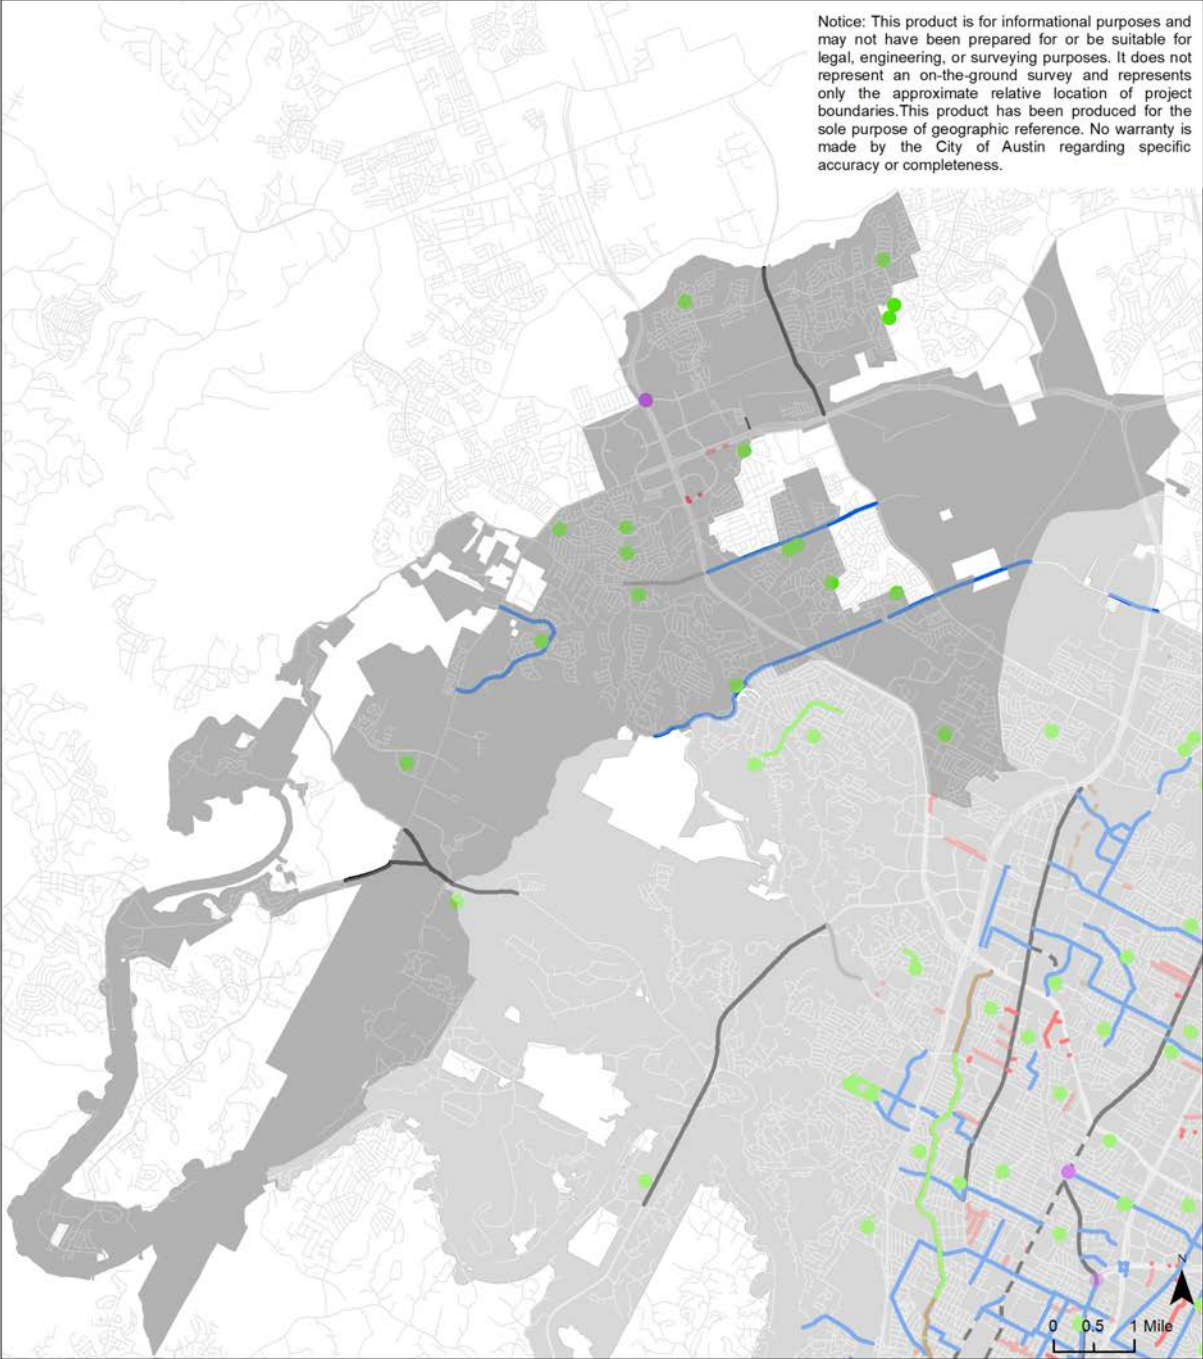 Notice: This product is for informational purposes and
may not have been prepared for or be suitable for
legal, engineering, or surveying purposes. It does not
represent an on-the-ground survey and represents
only the approximate relative location of project
boundaries.This product has been produced for the
sole purpose of geographic reference. No warranty is
made by the City of Austin regarding specific
accuracy or completeness.
N
0 0.5 1 Mile